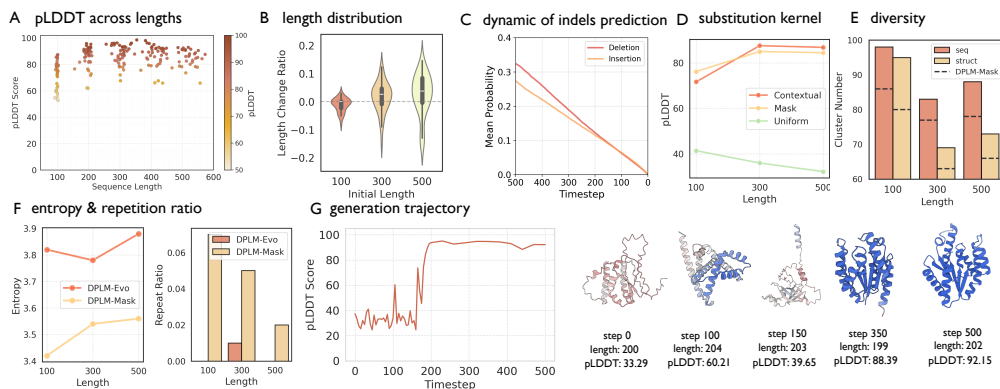 A pLDDT across lengths
pLDDT Score
100
80
60
40
20
0
0 100 200 300 400 500 600
Sequence Length
100
90
80
70
60
50
pLDDT
B length distribution
Length Change Ratio
0.2
0.1
0.0
−0.1
−0.2
100 300 500
Initial Length
C dynamic of indels prediction
Mean Probability
0.4
0.3
0.2
0.1
0.0
Deletion
Insertion
500 400 300 200 100 0
Timestep
D substitution kernel
pLDDT
80
60
40
Contextual
Mask
Uniform
100 300 500
Length
E diversity
Cluster Number
100
90
80
70
60
seq
struct
DPLM-Mask
100 300 500
Length
F entropy & repetition ratio
Entropy
3.9
3.8
3.7
3.6
3.5
3.4
DPLM-Evo
DPLM-Mask
100 300 500
Length
Repeat Ratio
0.06
0.04
0.02
0.00
DPLM-Evo
DPLM-Mask
100 300 500
Length
G generation trajectory
pLDDT Score
100
80
60
40
20
0
0 100 200 300 400 500
Timestep
step 0
length: 200
pLDDT: 33.29
step 100
length: 204
pLDDT: 60.21
step 150
length: 203
pLDDT: 39.65
step 350
length: 199
pLDDT: 88.39
step 500
length: 202
pLDDT: 92.15